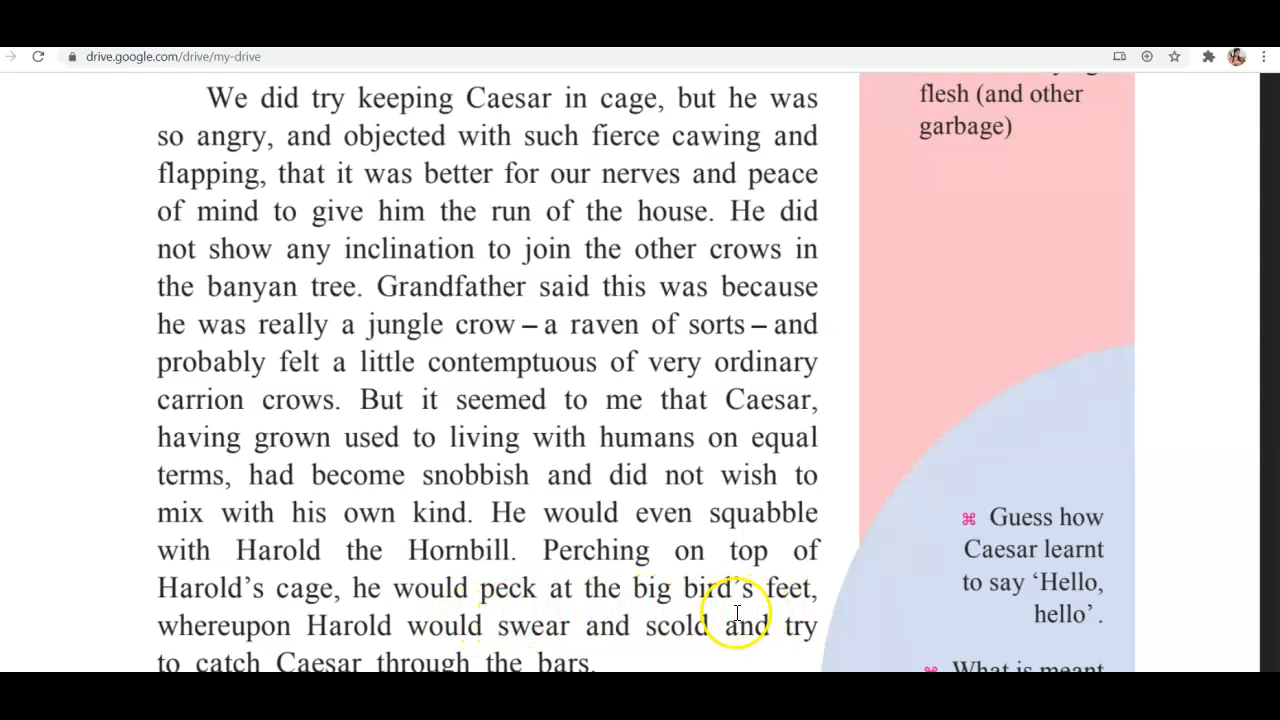 drive.google.com/drive/my-drive
We did try keeping Caesar in cage, but he was
so angry, and objected with such fierce cawing and
flapping, that it was better for our nerves and peace
of mind to give him the run of the house. He did
not show any inclination to join the other crows in
the banyan tree. Grandfather said this was because
he was really a jungle crow – a raven of sorts – and
probably felt a little contemptuous of very ordinary
carrion crows. But it seemed to me that Caesar,
having grown used to living with humans on equal
terms, had become snobbish and did not wish to
mix with his own kind. He would even squabble
with Harold the Hornbill. Perching on top of
Harold's cage, he would peck at the big bird's feet,
whereupon Harold would swear and scold and try
to catch Caesar through the bars.
flesh (and other
garbage)
⌘ Guess how
Caesar learnt
to say 'Hello,
hello'.
⌘ What is meant